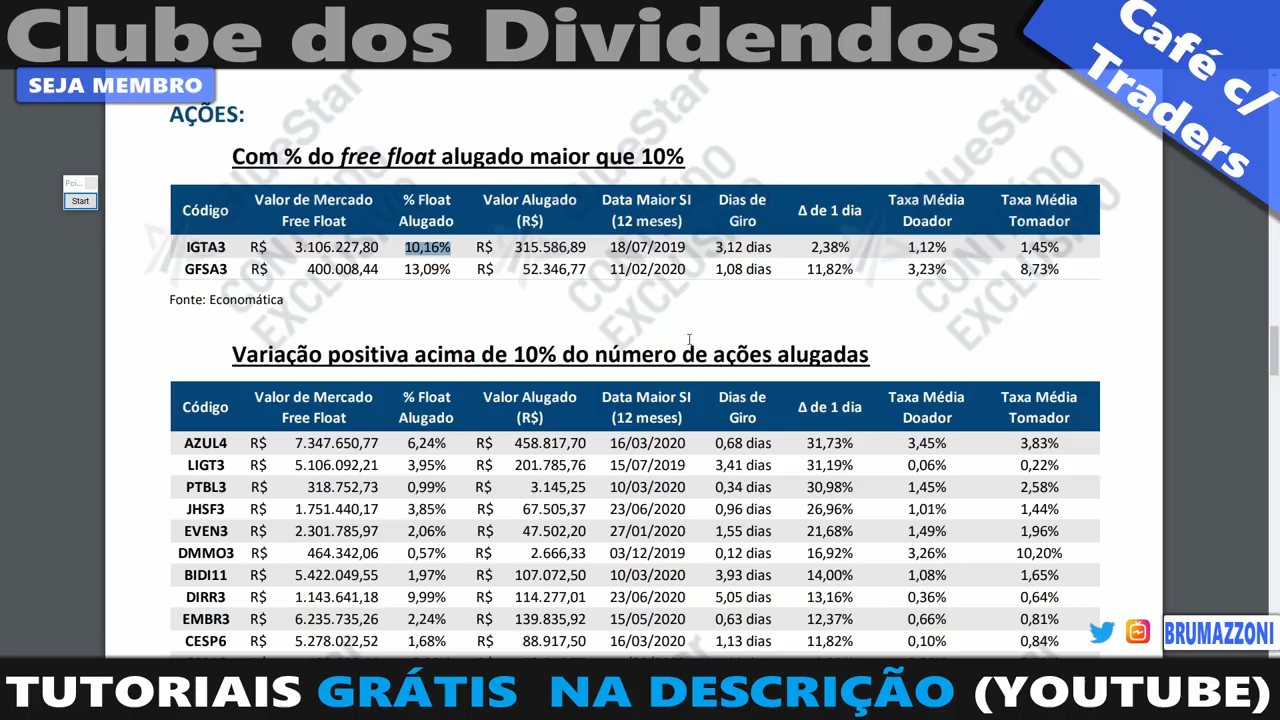 Clube dos Dividendos
Café c/
Traders
SEJA MEMBRO
AÇÕES:
Com % do free float alugado maior que 10%
Poi...
Start
Código Valor de Mercado Free Float % Float Alugado Valor Alugado (R$) Data Maior SI (12 meses) Dias de Giro Δ de 1 dia Taxa Média Doador Taxa Média Tomador
IGTA3 R$ 3.106.227,80 10,16% R$ 315.586,89 18/07/2019 3,12 dias 2,38% 1,12% 1,45%
GFSA3 R$ 400.008,44 13,09% R$ 52.346,77 11/02/2020 1,08 dias 11,82% 3,23% 8,73%
Fonte: Economática
Variação positiva acima de 10% do número de ações alugadas
Código Valor de Mercado Free Float % Float Alugado Valor Alugado (R$) Data Maior SI (12 meses) Dias de Giro Δ de 1 dia Taxa Média Doador Taxa Média Tomador
AZUL4 R$ 7.347.650,77 6,24% R$ 458.817,70 16/03/2020 0,68 dias 31,73% 3,45% 3,83%
LIGT3 R$ 5.106.092,21 3,95% R$ 201.785,76 15/07/2019 3,41 dias 31,19% 0,06% 0,22%
PTBL3 R$ 318.752,73 0,99% R$ 3.145,25 10/03/2020 0,34 dias 30,98% 1,45% 2,58%
JHSF3 R$ 1.751.440,17 3,85% R$ 67.505,37 23/06/2020 0,96 dias 26,96% 1,01% 1,44%
EVEN3 R$ 2.301.785,97 2,06% R$ 47.502,20 27/01/2020 1,55 dias 21,68% 1,49% 1,96%
DMMO3 R$ 464.342,06 0,57% R$ 2.666,33 03/12/2019 0,12 dias 16,92% 3,26% 10,20%
BIDI11 R$ 5.422.049,55 1,97% R$ 107.072,50 10/03/2020 3,93 dias 14,00% 1,08% 1,65%
DIRR3 R$ 1.143.641,18 9,99% R$ 114.277,01 23/06/2020 5,05 dias 13,16% 0,36% 0,64%
EMBR3 R$ 6.235.735,26 2,24% R$ 139.835,92 15/05/2020 0,63 dias 12,37% 0,66% 0,81%
CESP6 R$ 5.278.022,52 1,68% R$ 88.917,50 16/03/2020 1,13 dias 11,82% 0,10% 0,84%
CONTÚDO
EXCLUSIVO
CONTÚDO
EXCLUSIVO
CONTÚDO
EXCLUSIVO
BRUMAZZONI
TUTORIAIS GRÁTIS NA DESCRIÇÃO (YOUTUBE)